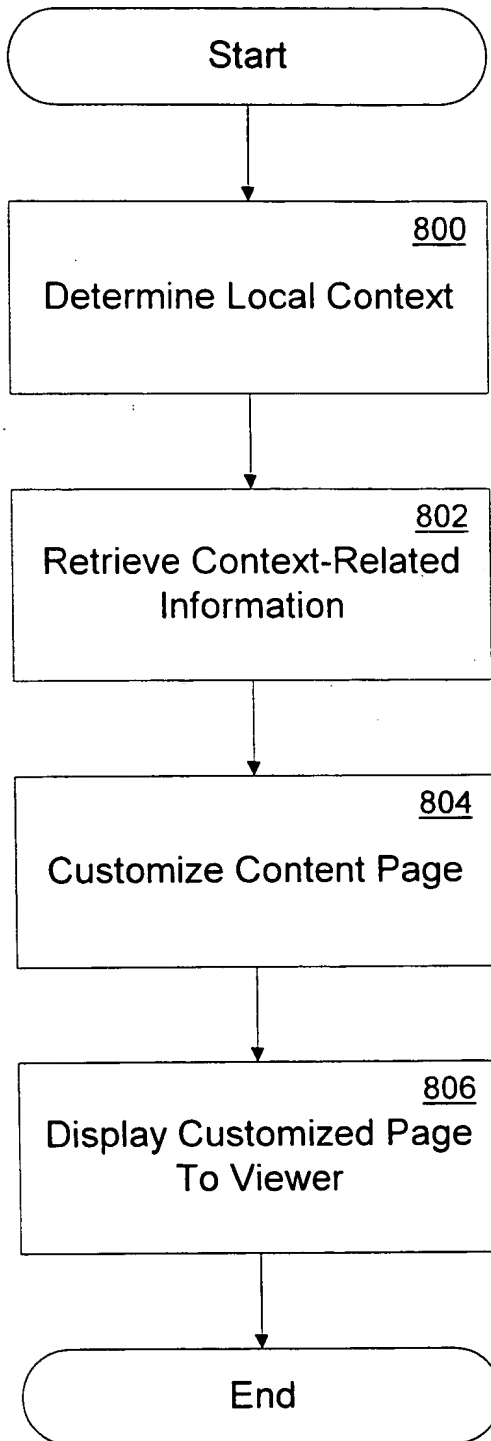 Start
800
Determine Local Context
802
Retrieve Context-Related
Information
804
Customize Content Page
806
Display Customized Page
To Viewer
End